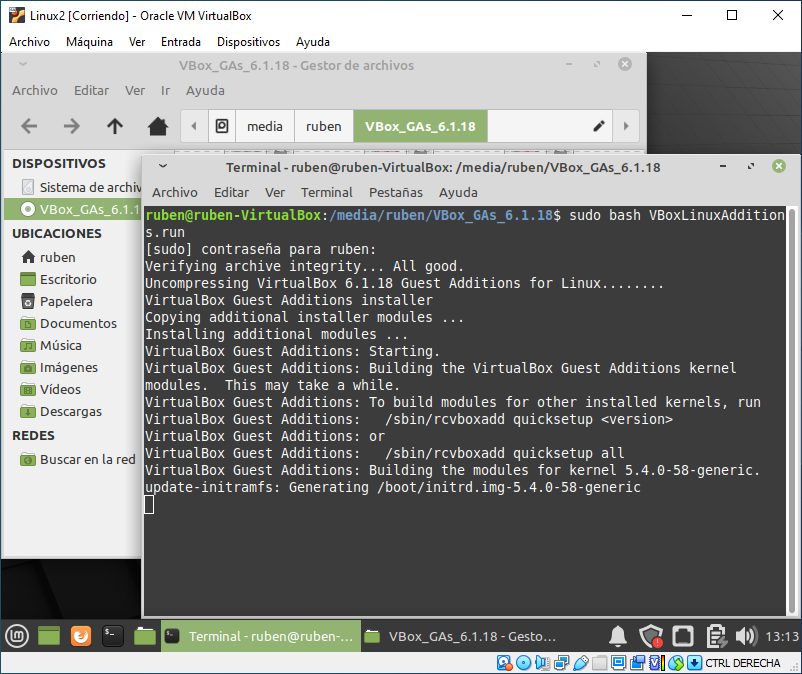 Linux2 [Corriendo] - Oracle VM VirtualBox
Archivo Máquina Ver Entrada Dispositivos Ayuda
VBox_GAs_6.1.18 - Gestor de archivos
Archivo Editar Ver Ir Ayuda
media ruben VBox_GAs_6.1.18
DISPOSITIVOS
Sistema de archiv
VBox_GAs_6.1.1
UBICACIONES
ruben
Escritorio
Papelera
Documentos
Música
Imágenes
Vídeos
Descargas
REDES
Buscar en la red
Terminal - ruben@ruben-VirtualBox: /media/ruben/VBox_GAs_6.1.18
Archivo Editar Ver Terminal Pestañas Ayuda
ruben@ruben-VirtualBox:/media/ruben/VBox_GAs_6.1.18$ sudo bash VBoxLinuxAddition
s.run
[sudo] contraseña para ruben:
Verifying archive integrity... All good.
Uncompressing VirtualBox 6.1.18 Guest Additions for Linux........
VirtualBox Guest Additions installer
Copying additional installer modules ...
Installing additional modules ...
VirtualBox Guest Additions: Starting.
VirtualBox Guest Additions: Building the VirtualBox Guest Additions kernel
modules.  This may take a while.
VirtualBox Guest Additions: To build modules for other installed kernels, run
VirtualBox Guest Additions:   /sbin/rcvboxadd quicksetup <version>
VirtualBox Guest Additions: or
VirtualBox Guest Additions:   /sbin/rcvboxadd quicksetup all
VirtualBox Guest Additions: Building the modules for kernel 5.4.0-58-generic.
update-initramfs: Generating /boot/initrd.img-5.4.0-58-generic
Terminal - ruben@ruben-... VBox_GAs_6.1.18 - Gesto... 13:13
CTRL DERECHA